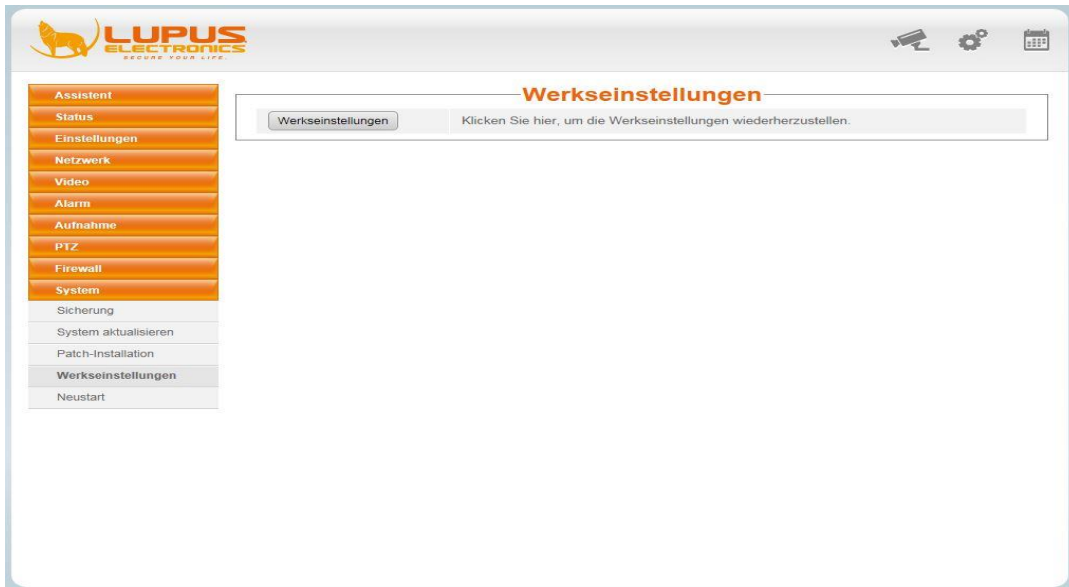 LUPUS
ELECTRONICS
SECURE YOUR LIFE.
Assistent
Status
Einstellungen
Netzwerk
Video
Alarm
Aufnahme
PTZ
Firewall
System
Sicherung
System aktualisieren
Patch-Installation
Werkseinstellungen
Neustart
Werkseinstellungen
Werkseinstellungen Klicken Sie hier, um die Werkseinstellungen wiederherzustellen.